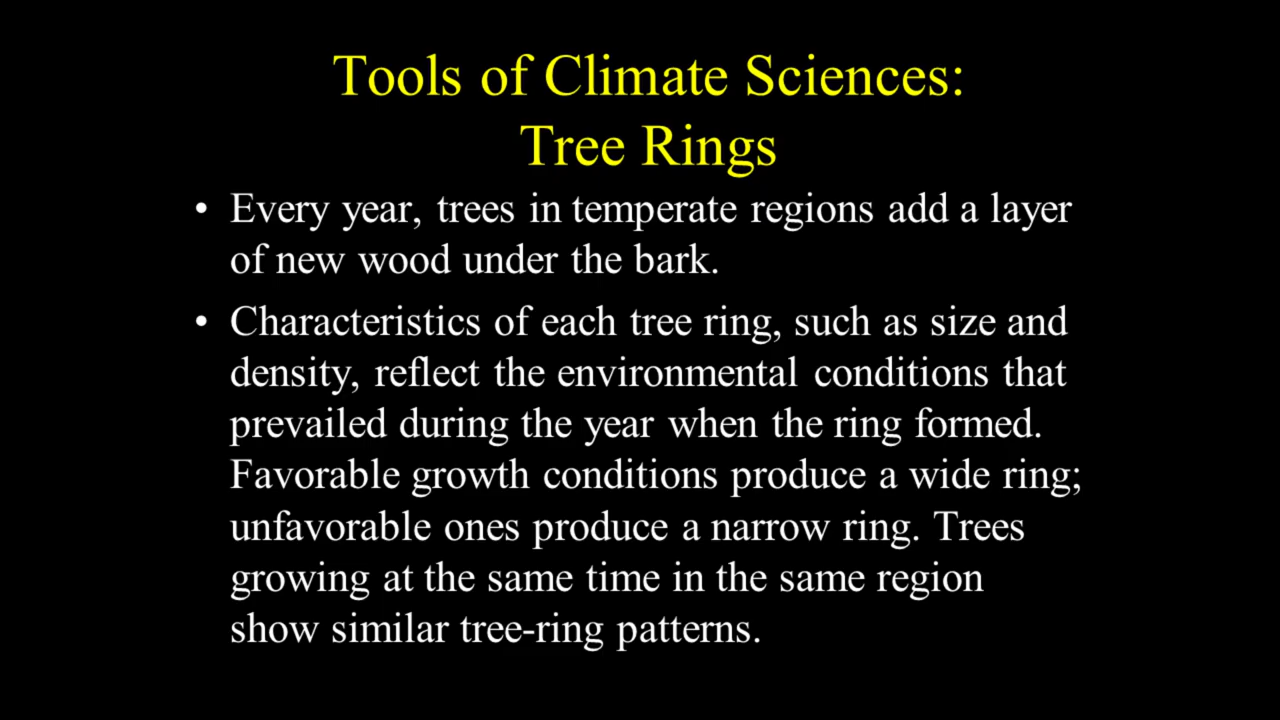 Tools of Climate Sciences:
Tree Rings
• Every year, trees in temperate regions add a layer
of new wood under the bark.
• Characteristics of each tree ring, such as size and
density, reflect the environmental conditions that
prevailed during the year when the ring formed.
Favorable growth conditions produce a wide ring;
unfavorable ones produce a narrow ring. Trees
growing at the same time in the same region
show similar tree-ring patterns.